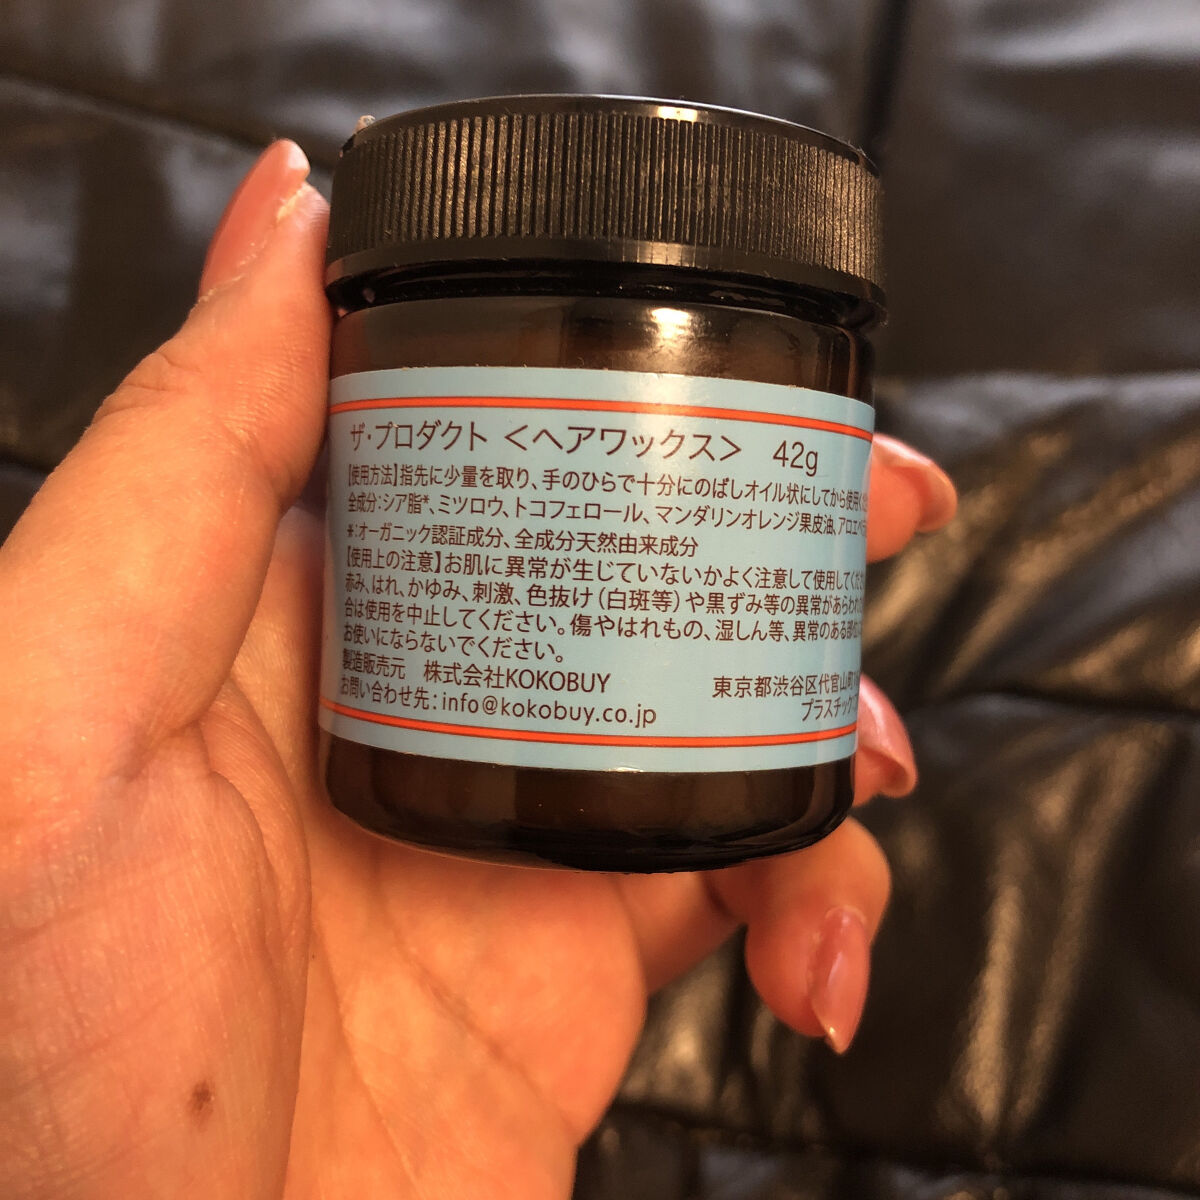 ザ・プロダクト <ヘアワックス> 42g
【使用方法】指先に少量を取り、手のひらで十分にのばしオイル状にしてから使用
全成分:シア脂*、ミツロウ、トコフェロール、マンダリンオレンジ果皮油、アロエベラ
*:オーガニック認証成分、全成分天然由来成分
【使用上の注意】お肌に異常が生じていないかよく注意して使用してくだ
赤み、はれ、かゆみ、刺激、色抜け(白斑等)や黒ずみ等の異常があらわれ
合は使用を中止してください。傷やはれもの、湿しん等、異常のある部位
お使いにならないでください。
製造販売元 株式会社KOKOBUY 東京都渋谷区代官山町
お問い合わせ先:info@kokobuy.co.jp プラスチック